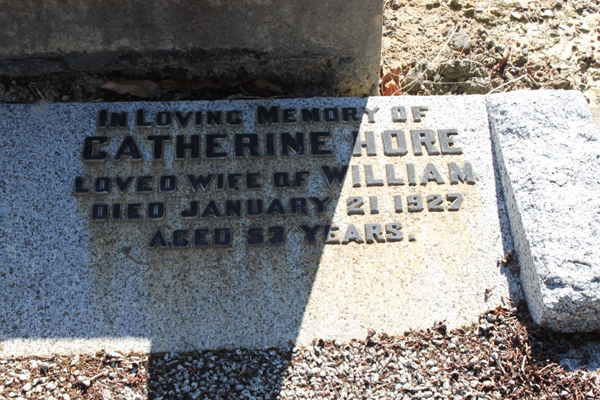 IN LOVING MEMORY OF
CATHERINE HORE
LOVED WIFE OF WILLIAM
DIED JANUARY 21 1927
AGED 53 YEARS.